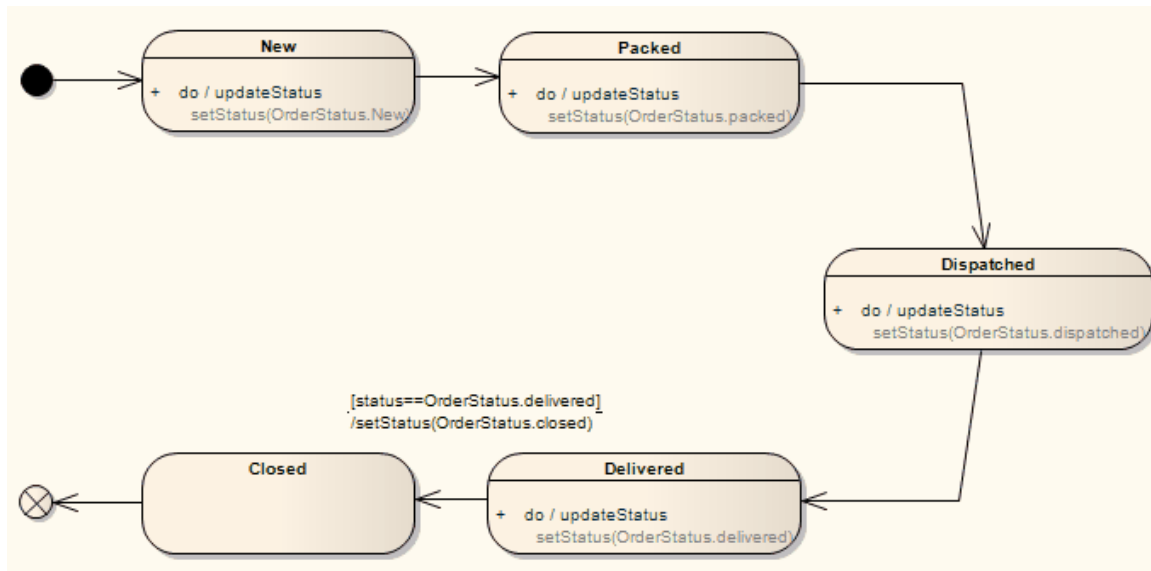 New
+ do / updateStatus
setStatus(OrderStatus.New)
Packed
+ do / updateStatus
setStatus(OrderStatus.packed)
Dispatched
+ do / updateStatus
setStatus(OrderStatus.dispatched)
[status==OrderStatus.delivered]
/setStatus(OrderStatus.closed)
Closed
Delivered
+ do / updateStatus
setStatus(OrderStatus.delivered)